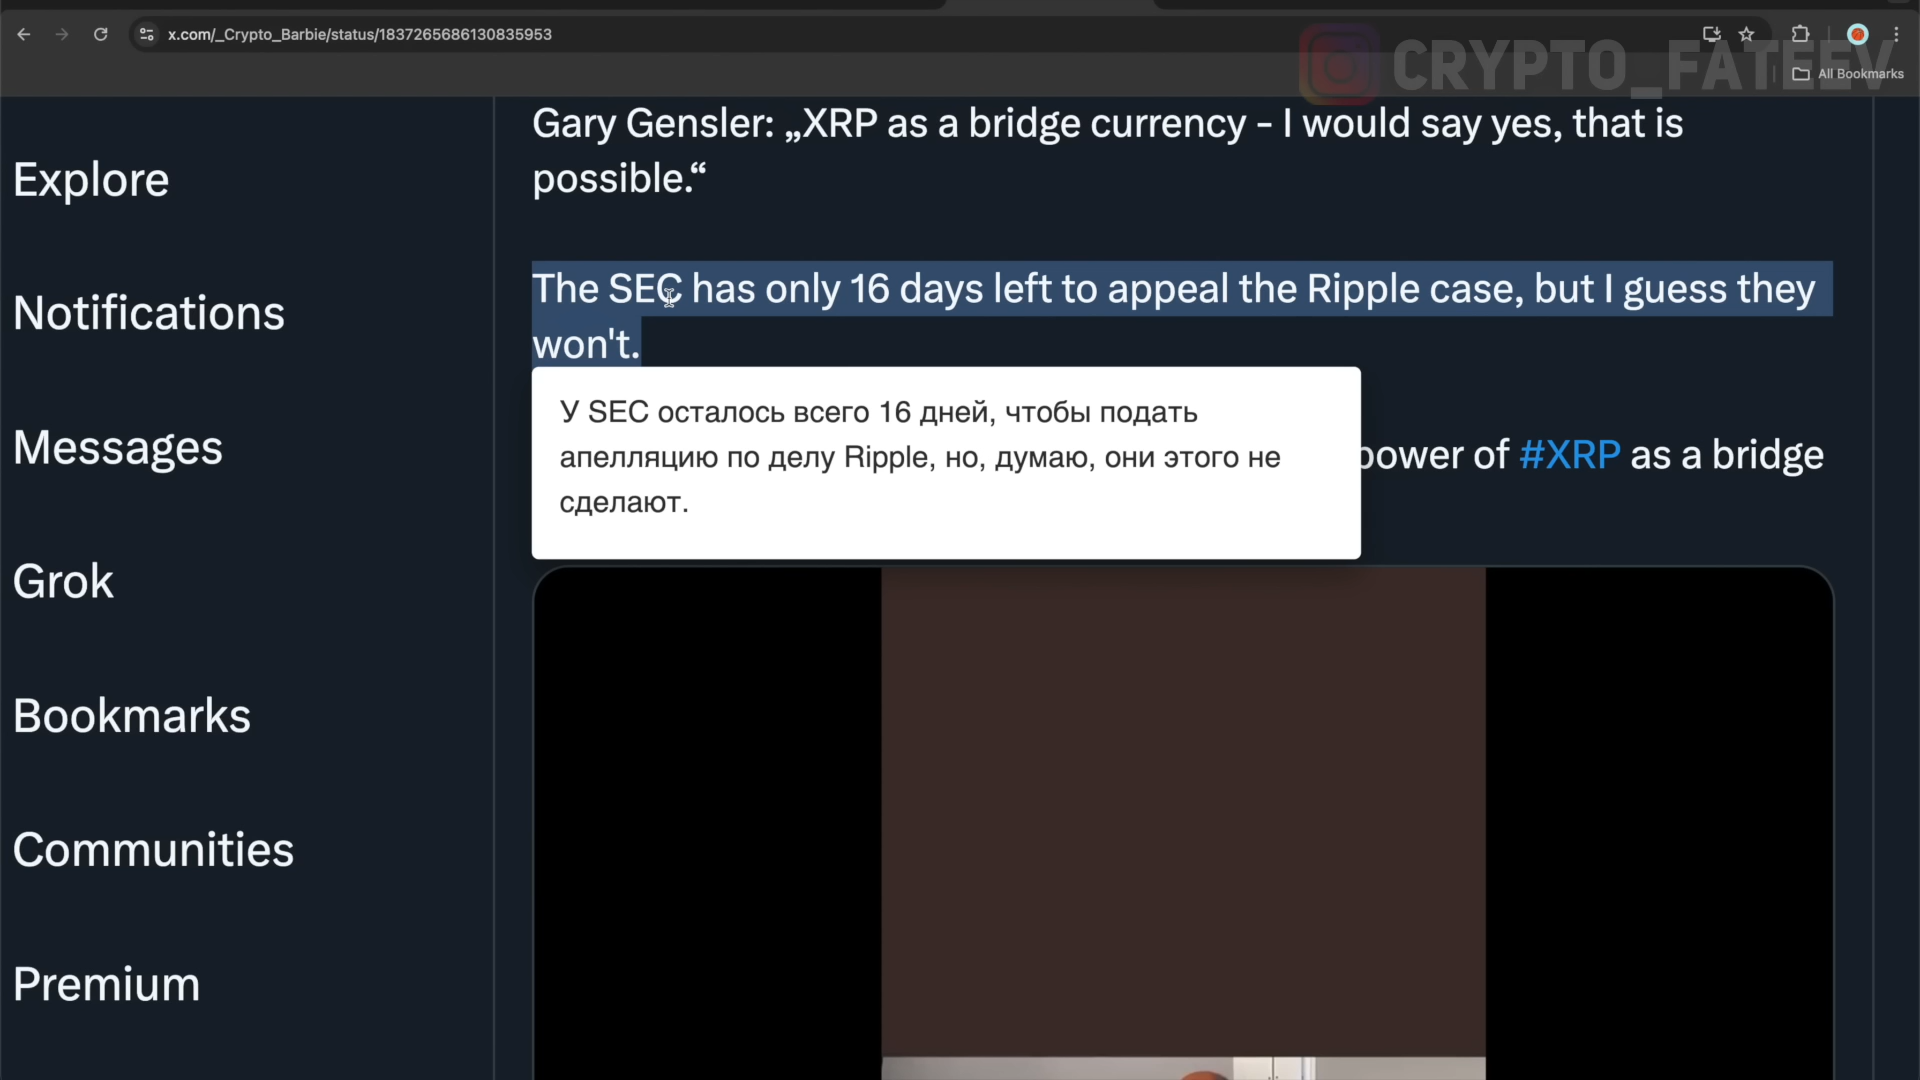 x.com/_Crypto_Barbie/status/1837265686130835953
CRYPTO_FATEEV
All Bookmarks
Explore
Notifications
Messages
Grok
Bookmarks
Communities
Premium
Gary Gensler: „XRP as a bridge currency - I would say yes, that is
possible.“
The SEC has only 16 days left to appeal the Ripple case, but I guess they
won't.
У SEC осталось всего 16 дней, чтобы подать
апелляцию по делу Ripple, но, думаю, они этого не
сделают.
power of #XRP as a bridge